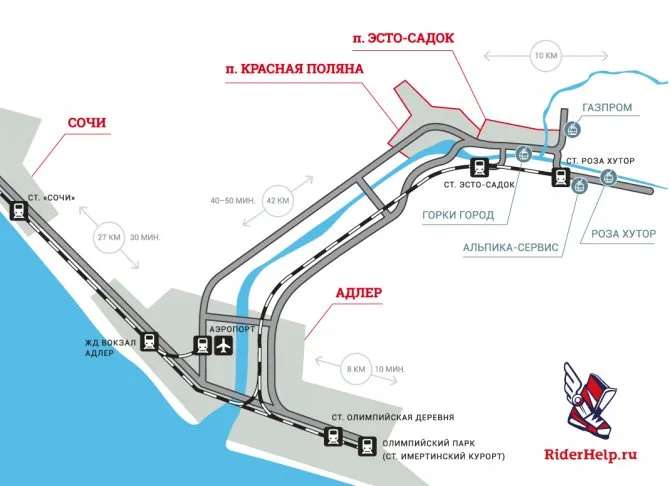 п. ЭСТО-САДОК
10 КМ
п. КРАСНАЯ ПОЛЯНА
ГАЗПРОМ
СОЧИ
СТ. РОЗА ХУТОР
СТ. ЭСТО-САДОК
СТ. «СОЧИ»
40–50 МИН.
42 КМ
ГОРКИ ГОРОД
27 КМ
30 МИН.
АЛЬПИКА-СЕРВИС
РОЗА ХУТОР
АДЛЕР
АЭРОПОРТ
ЖД ВОКЗАЛ
АДЛЕР
8 КМ
10 МИН.
СТ. ОЛИМПИЙСКАЯ ДЕРЕВНЯ
ОЛИМПИЙСКИЙ ПАРК
(СТ. ИМЕРТИНСКИЙ КУРОРТ)
RiderHelp.ru